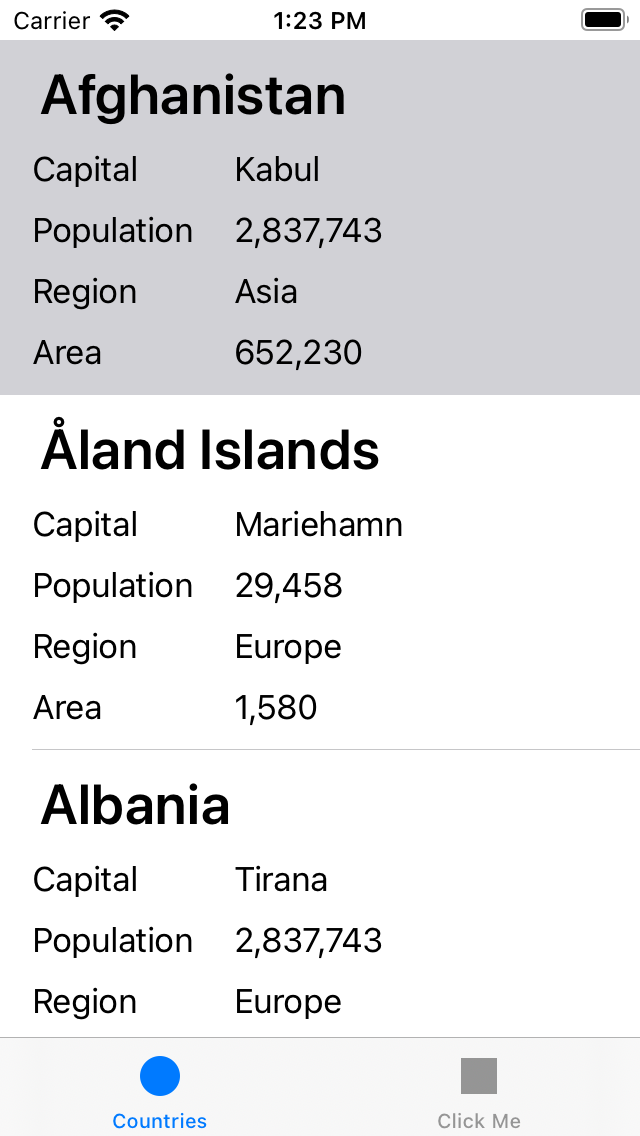 Carrier 1:23 PM
Afghanistan
Capital Kabul
Population 2,837,743
Region Asia
Area 652,230
Åland Islands
Capital Mariehamn
Population 29,458
Region Europe
Area 1,580
Albania
Capital Tirana
Population 2,837,743
Region Europe
Countries Click Me